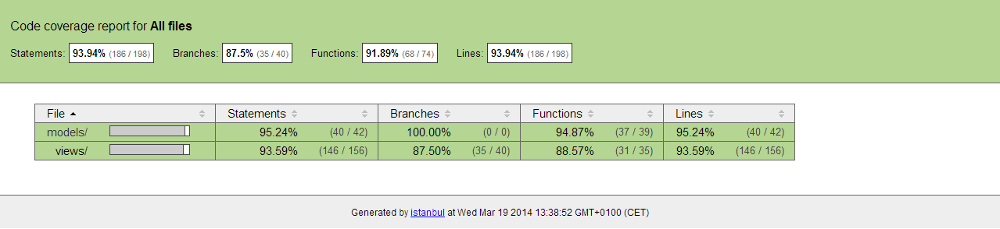 Code coverage report for All files
Statements: 93.94% (186 / 198) Branches: 87.5% (35 / 40) Functions: 91.89% (68 / 74) Lines: 93.94% (186 / 198)
File Statements Branches Functions Lines
models/ 95.24% (40 / 42) 100.00% (0 / 0) 94.87% (37 / 39) 95.24% (40 / 42)
views/ 93.59% (146 / 156) 87.50% (35 / 40) 88.57% (31 / 35) 93.59% (146 / 156)
Generated by istanbul at Wed Mar 19 2014 13:38:52 GMT+0100 (CET)